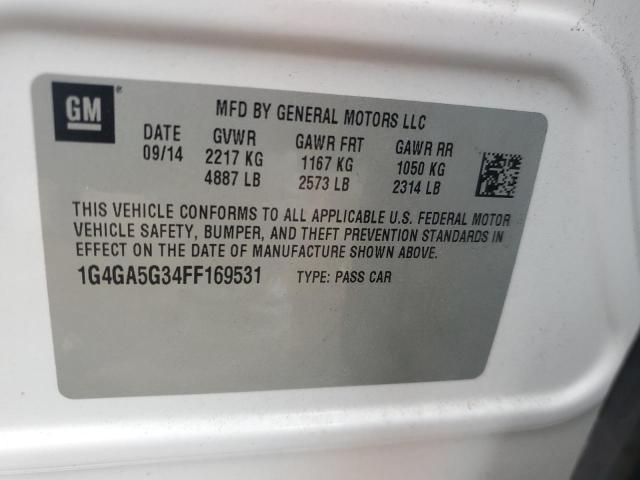 GM
MFD BY GENERAL MOTORS LLC
DATE GVWR GAWR FRT GAWR RR
09/14 2217 KG 1167 KG 1050 KG
4887 LB 2573 LB 2314 LB
THIS VEHICLE CONFORMS TO ALL APPLICABLE U.S. FEDERAL MOTOR
VEHICLE SAFETY, BUMPER, AND THEFT PREVENTION STANDARDS IN
EFFECT ON THE DATE OF MANUFACTURE SHOWN ABOVE.
1G4GA5G34FF169531 TYPE: PASS CAR